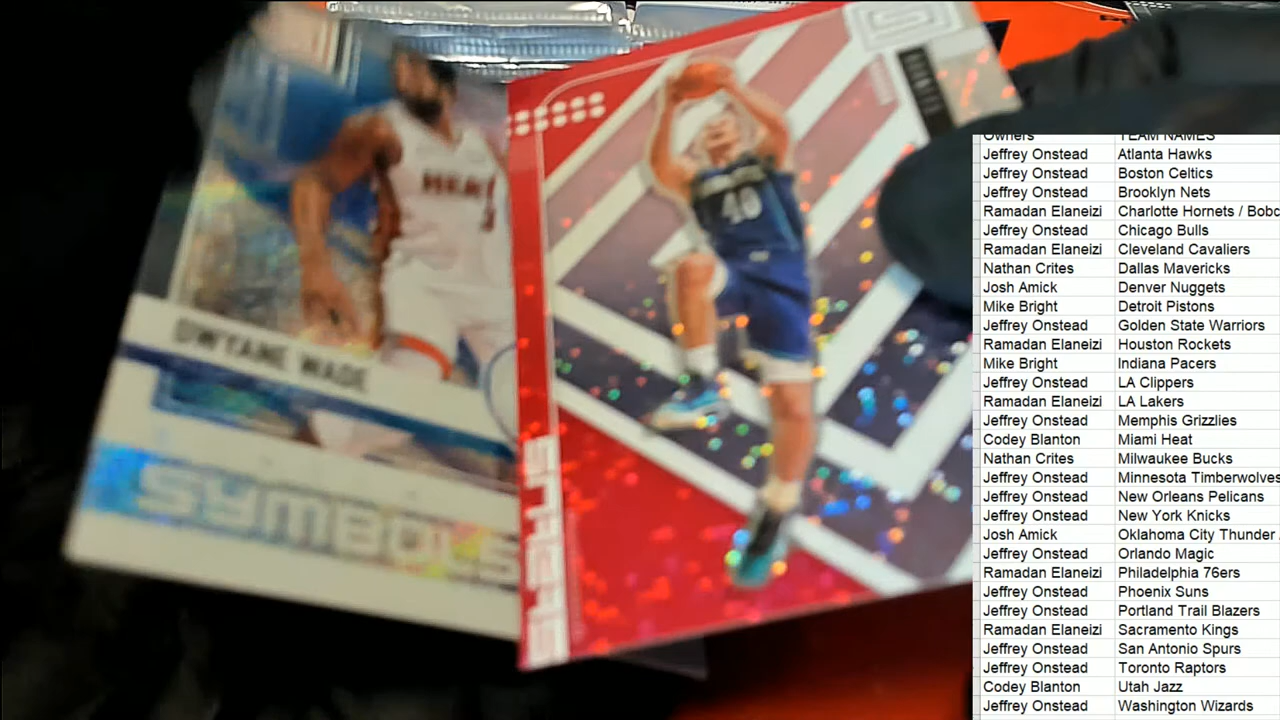 HEAT
DWYANE WADE
SYMBOLS
40
Owners TEAM NAMES
Jeffrey Onstead Atlanta Hawks
Jeffrey Onstead Boston Celtics
Jeffrey Onstead Brooklyn Nets
Ramadan Elaneizi Charlotte Hornets / Bobc
Jeffrey Onstead Chicago Bulls
Ramadan Elaneizi Cleveland Cavaliers
Nathan Crites Dallas Mavericks
Josh Amick Denver Nuggets
Mike Bright Detroit Pistons
Jeffrey Onstead Golden State Warriors
Ramadan Elaneizi Houston Rockets
Mike Bright Indiana Pacers
Jeffrey Onstead LA Clippers
Ramadan Elaneizi LA Lakers
Jeffrey Onstead Memphis Grizzlies
Codey Blanton Miami Heat
Nathan Crites Milwaukee Bucks
Jeffrey Onstead Minnesota Timberwolves
Jeffrey Onstead New Orleans Pelicans
Jeffrey Onstead New York Knicks
Josh Amick Oklahoma City Thunder
Jeffrey Onstead Orlando Magic
Ramadan Elaneizi Philadelphia 76ers
Jeffrey Onstead Phoenix Suns
Jeffrey Onstead Portland Trail Blazers
Ramadan Elaneizi Sacramento Kings
Jeffrey Onstead San Antonio Spurs
Jeffrey Onstead Toronto Raptors
Codey Blanton Utah Jazz
Jeffrey Onstead Washington Wizards